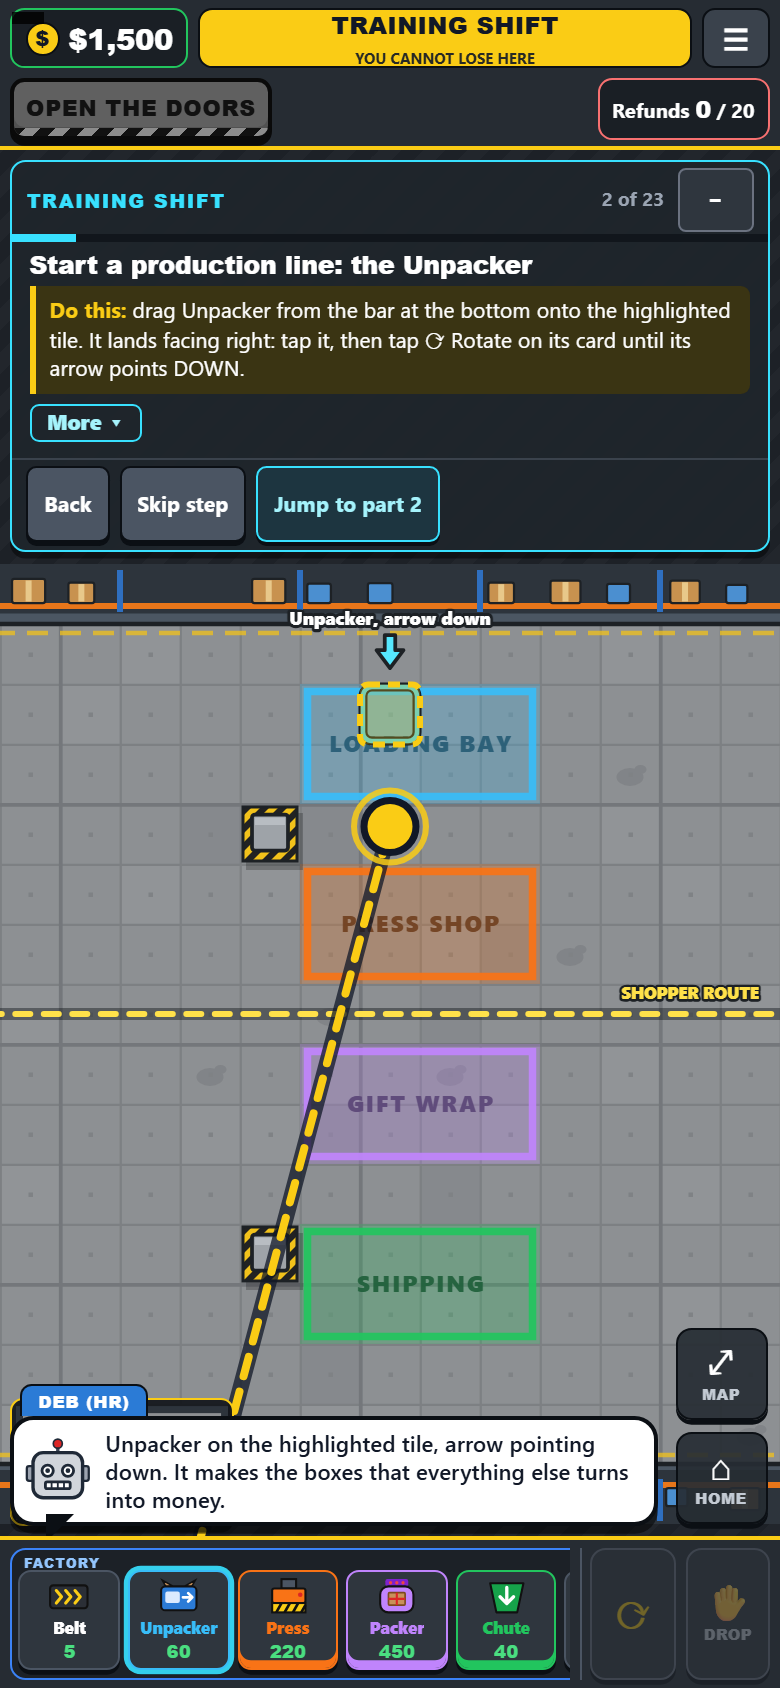 $ $1,500
TRAINING SHIFT
YOU CANNOT LOSE HERE
OPEN THE DOORS
Refunds 0 / 20
TRAINING SHIFT
2 of 23
Start a production line: the Unpacker
Do this: drag Unpacker from the bar at the bottom onto the highlighted
tile. It lands facing right: tap it, then tap ⟳ Rotate on its card until its
arrow points DOWN.
More ▾
Back
Skip step
Jump to part 2
Unpacker, arrow down
LOADING BAY
PRESS SHOP
SHOPPER ROUTE
GIFT WRAP
SHIPPING
MAP
DEB (HR)
Unpacker on the highlighted tile, arrow pointing
down. It makes the boxes that everything else turns
into money.
HOME
FACTORY
Belt
5
Unpacker
60
Press
220
Packer
450
Chute
40
DROP